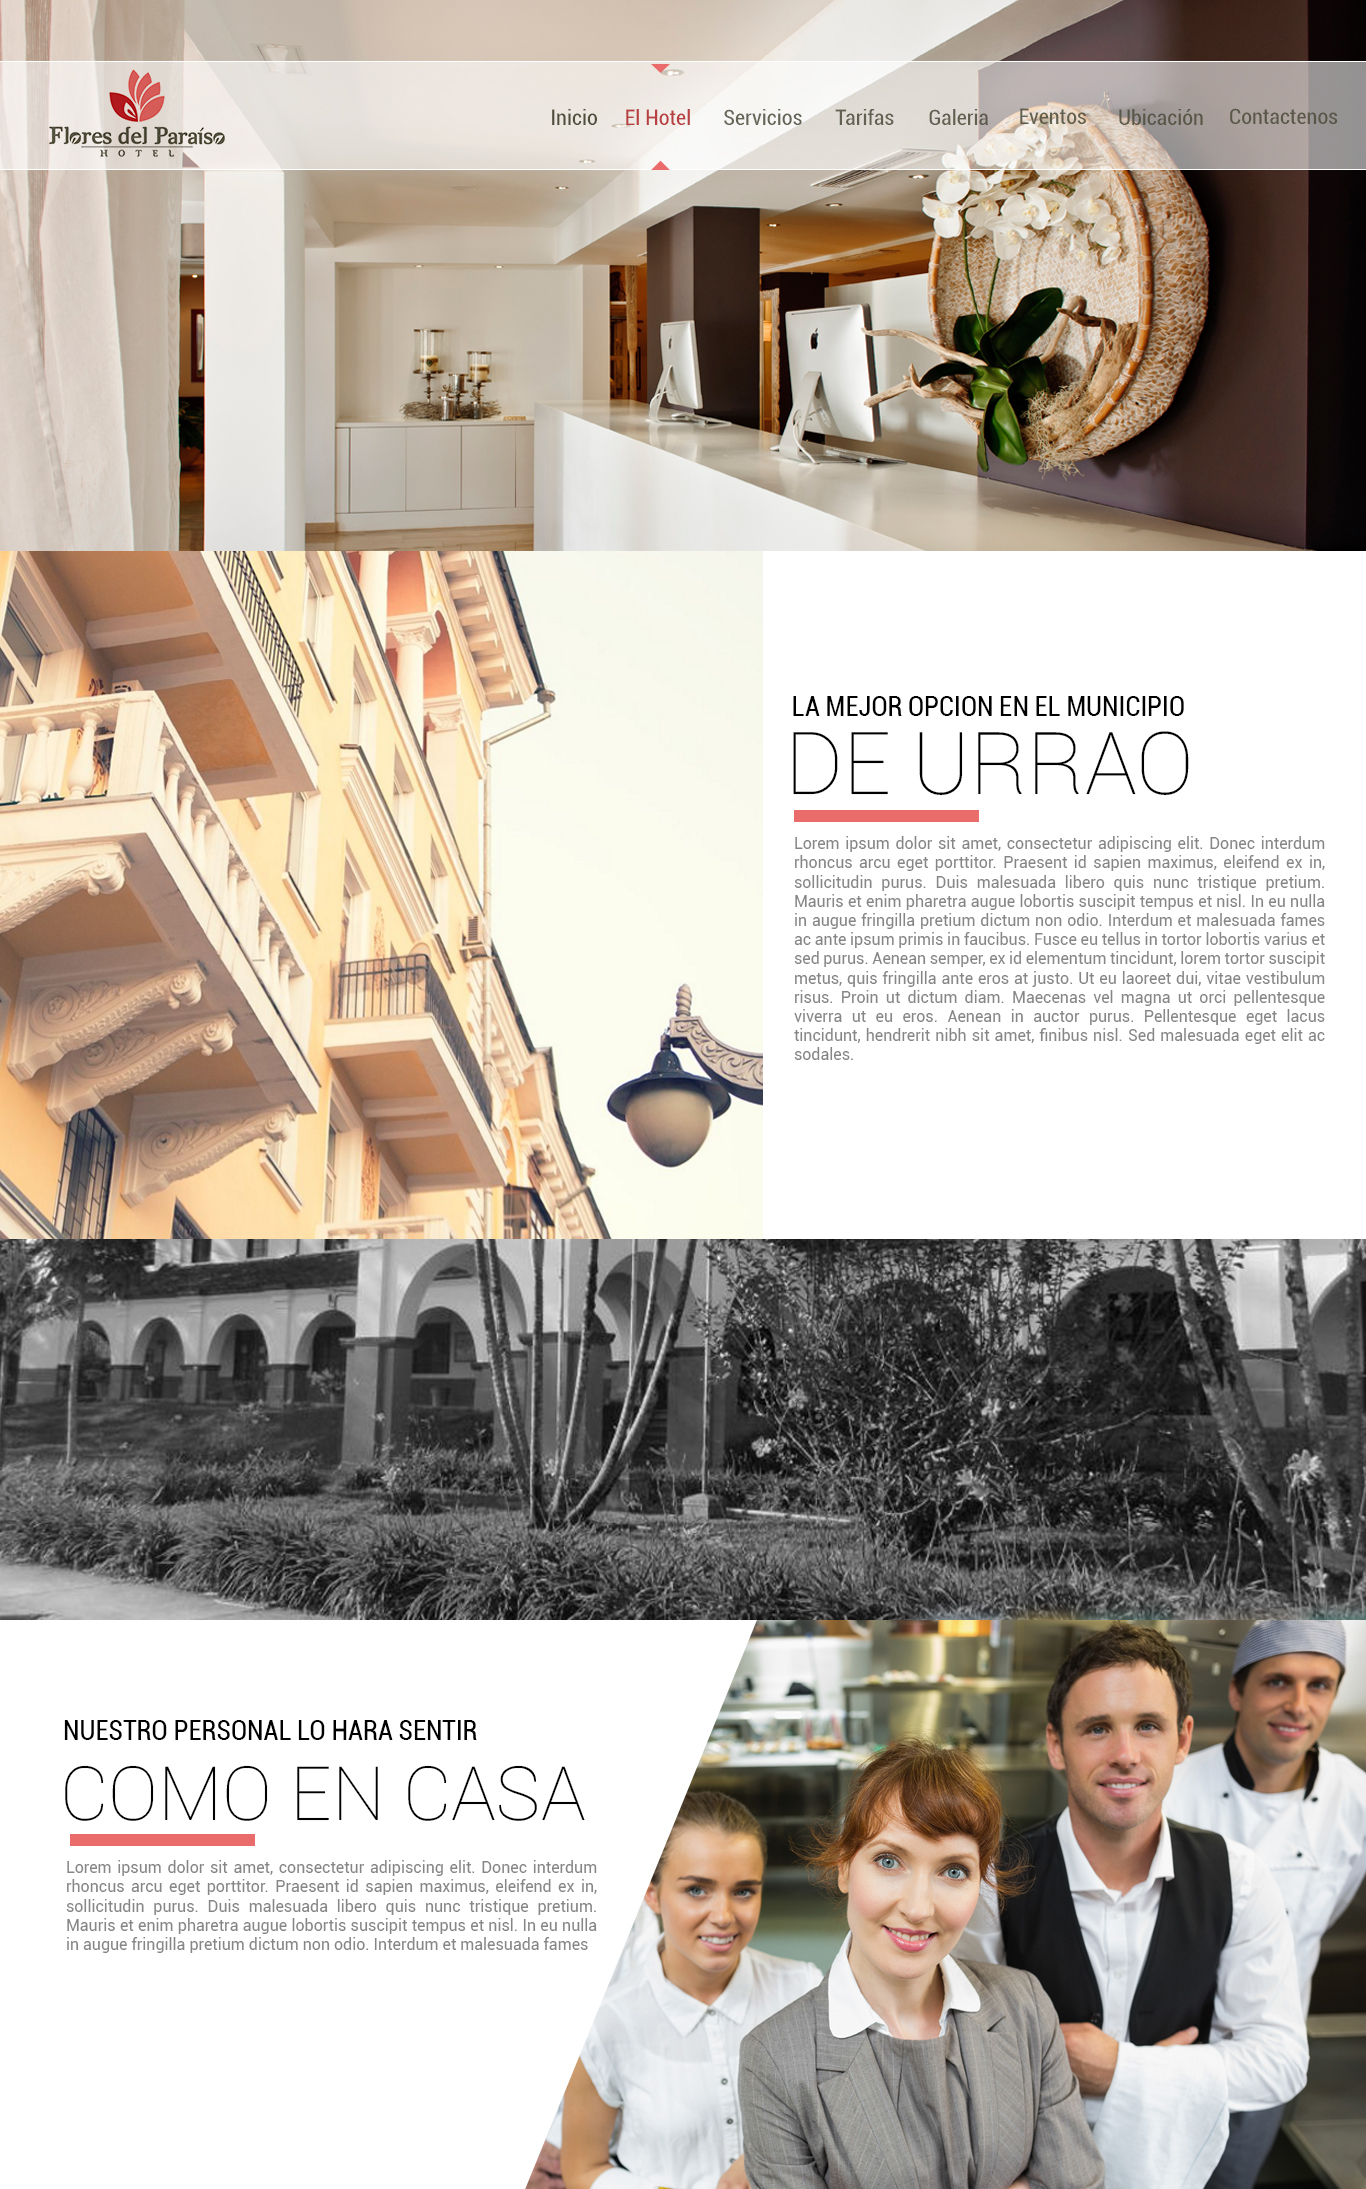 Flores del Paraíso
HOTEL
Inicio El Hotel Servicios Tarifas Galeria Eventos Ubicación Contactenos
LA MEJOR OPCION EN EL MUNICIPIO
DE URRAO
Lorem ipsum dolor sit amet, consectetur adipiscing elit. Donec interdum
rhoncus arcu eget porttitor. Praesent id sapien maximus, eleifend ex in,
sollicitudin purus. Duis malesuada libero quis nunc tristique pretium.
Mauris et enim pharetra augue lobortis suscipit tempus et nisl. In eu nulla
in augue fringilla pretium dictum non odio. Interdum et malesuada fames
ac ante ipsum primis in faucibus. Fusce eu tellus in tortor lobortis varius et
sed purus. Aenean semper, ex id elementum tincidunt, lorem tortor suscipit
metus, quis fringilla ante eros at justo. Ut eu laoreet dui, vitae vestibulum
risus. Proin ut dictum diam. Maecenas vel magna ut orci pellentesque
viverra ut eu eros. Aenean in auctor purus. Pellentesque eget lacus
tincidunt, hendrerit nibh sit amet, finibus nisl. Sed malesuada eget elit ac
sodales.
NUESTRO PERSONAL LO HARA SENTIR
COMO EN CASA
Lorem ipsum dolor sit amet, consectetur adipiscing elit. Donec interdum
rhoncus arcu eget porttitor. Praesent id sapien maximus, eleifend ex in,
sollicitudin purus. Duis malesuada libero quis nunc tristique pretium.
Mauris et enim pharetra augue lobortis suscipit tempus et nisl. In eu nulla
in augue fringilla pretium dictum non odio. Interdum et malesuada fames